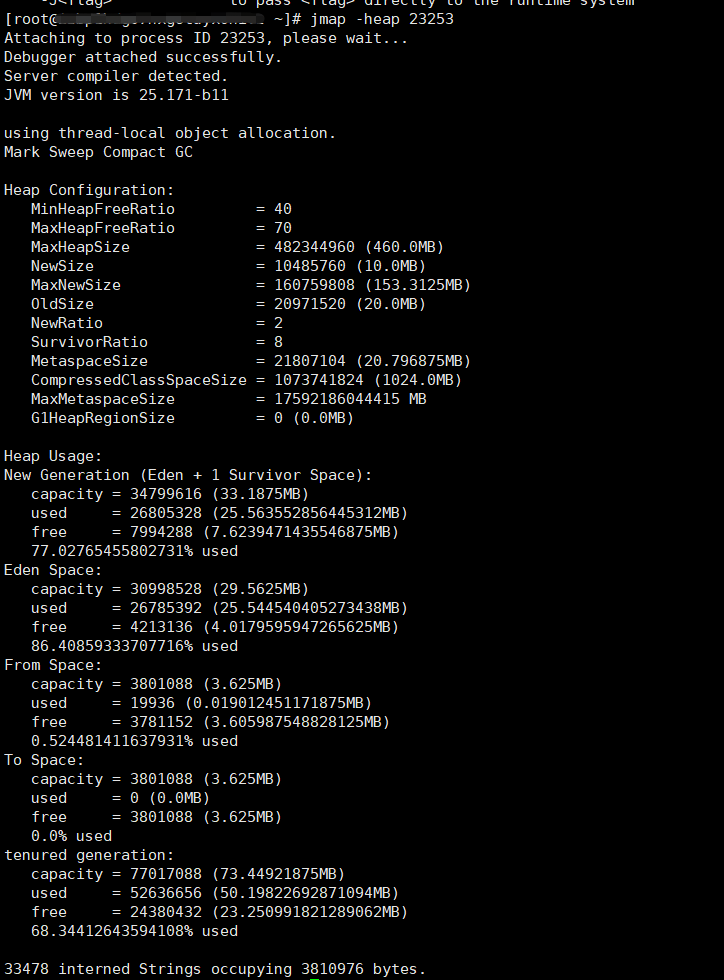 to pass <flag> directly to the runtime system
[root@ ~]# jmap -heap 23253
Attaching to process ID 23253, please wait...
Debugger attached successfully.
Server compiler detected.
JVM version is 25.171-b11
using thread-local object allocation.
Mark Sweep Compact GC
Heap Configuration:
MinHeapFreeRatio = 40
MaxHeapFreeRatio = 70
MaxHeapSize = 482344960 (460.0MB)
NewSize = 10485760 (10.0MB)
MaxNewSize = 160759808 (153.3125MB)
OldSize = 20971520 (20.0MB)
NewRatio = 2
SurvivorRatio = 8
MetaspaceSize = 21807104 (20.796875MB)
CompressedClassSpaceSize = 1073741824 (1024.0MB)
MaxMetaspaceSize = 17592186044415 MB
G1HeapRegionSize = 0 (0.0MB)
Heap Usage:
New Generation (Eden + 1 Survivor Space):
capacity = 34799616 (33.1875MB)
used = 26805328 (25.563552856445312MB)
free = 7994288 (7.6239471435546875MB)
77.02765455802731% used
Eden Space:
capacity = 30998528 (29.5625MB)
used = 26785392 (25.544540405273438MB)
free = 4213136 (4.0179595947265625MB)
86.40859333707716% used
From Space:
capacity = 3801088 (3.625MB)
used = 19936 (0.019012451171875MB)
free = 3781152 (3.605987548828125MB)
0.524481411637931% used
To Space:
capacity = 3801088 (3.625MB)
used = 0 (0.0MB)
free = 3801088 (3.625MB)
0.0% used
tenured generation:
capacity = 77017088 (73.44921875MB)
used = 52636656 (50.19822692871094MB)
free = 24380432 (23.250991821289062MB)
68.34412643594108% used
33478 interned Strings occupying 3810976 bytes.